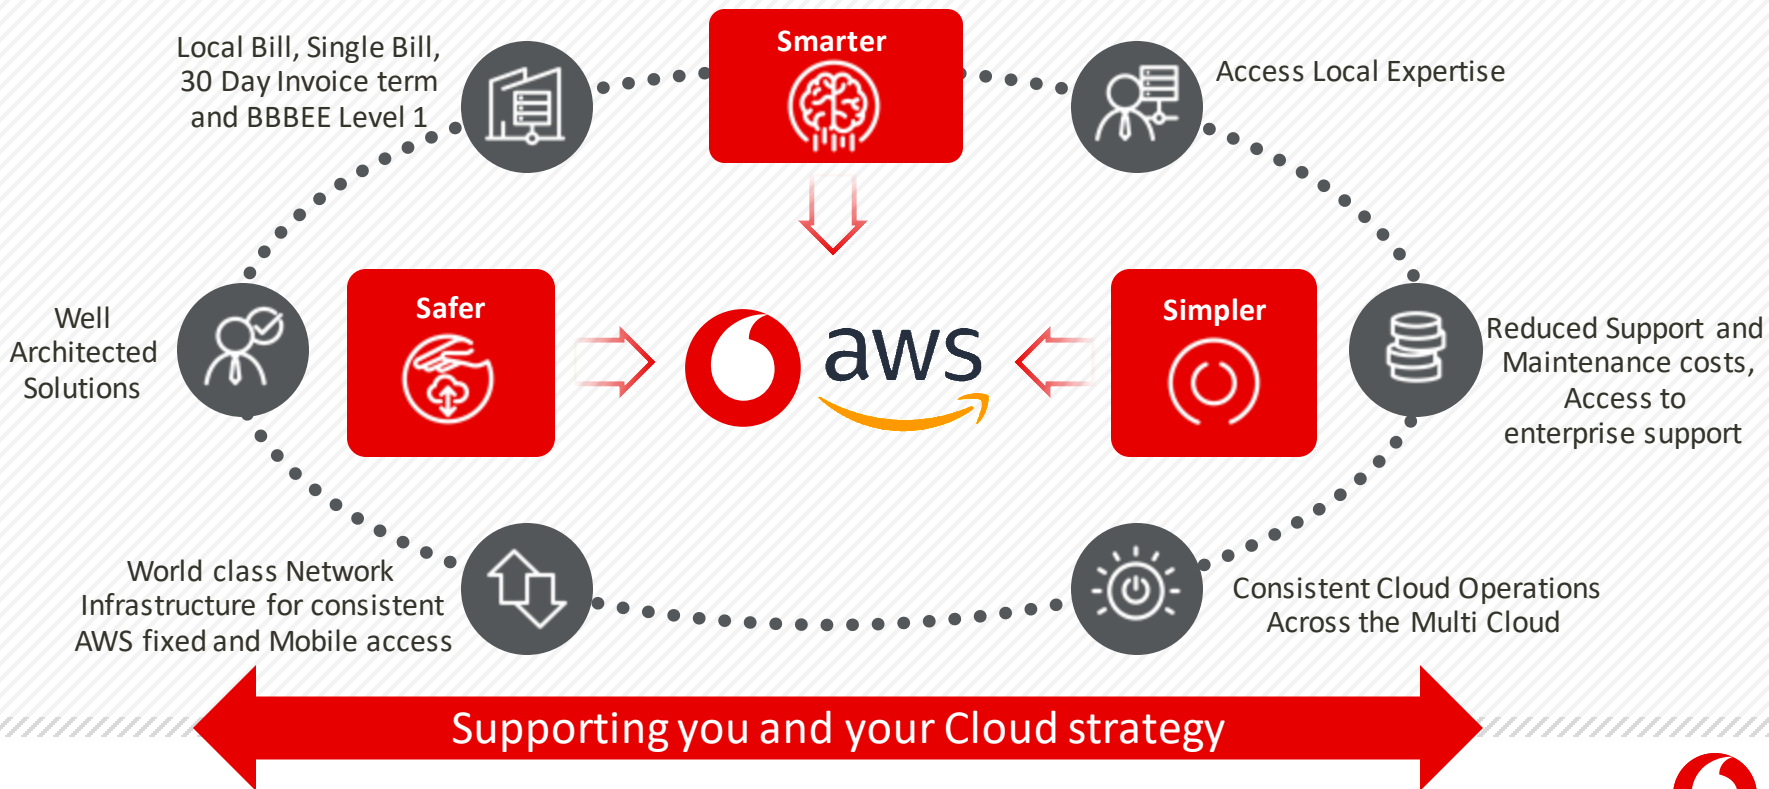 Local Bill, Single Bill,
30 Day Invoice term
and BBBEE Level 1
Smarter
Access Local Expertise
Well
Architected
Solutions
Safer
aws
Simpler
Reduced Support and
Maintenance costs,
Access to
enterprise support
World class Network
Infrastructure for consistent
AWS fixed and Mobile access
Consistent Cloud Operations
Across the Multi Cloud
Supporting you and your Cloud strategy